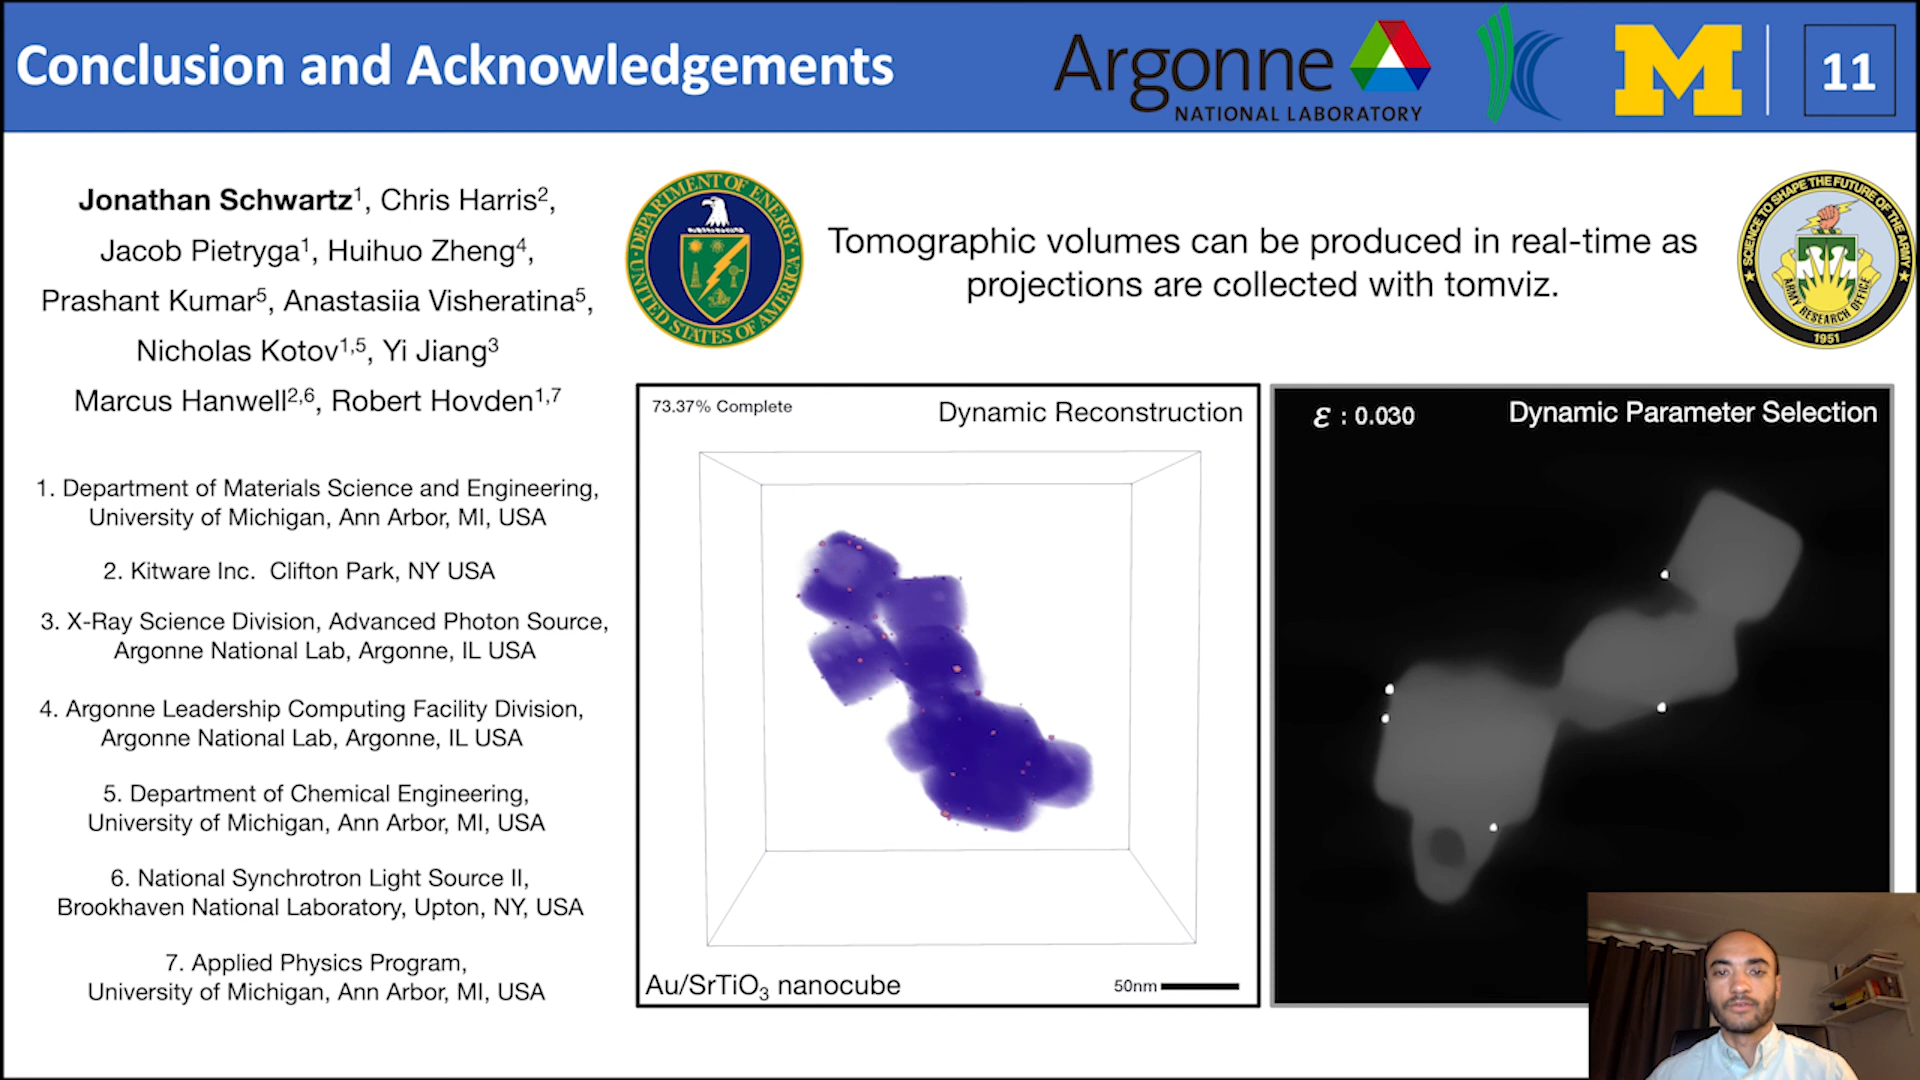 Conclusion and Acknowledgements
Argonne
NATIONAL LABORATORY
M
11
Jonathan Schwartz¹, Chris Harris²,
Jacob Pietryga¹, Huihuo Zheng⁴,
Prashant Kumar⁵, Anastasiia Visheratina⁵,
Nicholas Kotov¹,⁵, Yi Jiang³
Marcus Hanwell²,⁶, Robert Hovden¹,⁷
1. Department of Materials Science and Engineering,
University of Michigan, Ann Arbor, MI, USA
2. Kitware Inc. Clifton Park, NY USA
3. X-Ray Science Division, Advanced Photon Source,
Argonne National Lab, Argonne, IL USA
4. Argonne Leadership Computing Facility Division,
Argonne National Lab, Argonne, IL USA
5. Department of Chemical Engineering,
University of Michigan, Ann Arbor, MI, USA
6. National Synchrotron Light Source II,
Brookhaven National Laboratory, Upton, NY, USA
7. Applied Physics Program,
University of Michigan, Ann Arbor, MI, USA
DEPARTMENT OF ENERGY
UNITED STATES OF AMERICA
Tomographic volumes can be produced in real-time as
projections are collected with tomviz.
SCIENCE TO SHAPE THE FUTURE OF THE ARMY
ARMY RESEARCH OFFICE
1951
73.37% Complete
Dynamic Reconstruction
Au/SrTiO₃ nanocube
50nm
ε : 0.030
Dynamic Parameter Selection